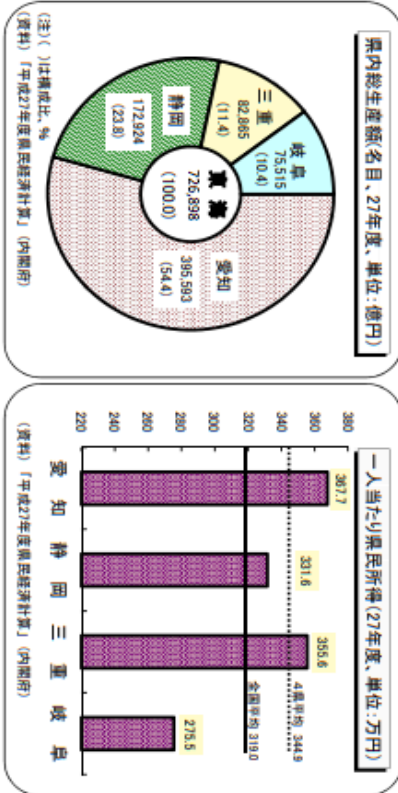 県内総生産額(名目、27年度、単位:億円)
岐阜
75,515
(10.4)
三重
82,865
(11.4)
静岡
172,924
(23.8)
東海
726,898
(100.0)
愛知
395,593
(54.4)
(注)( )は構成比、%
(資料)「平成27年度県民経済計算」(内閣府)
一人当たり県民所得(27年度、単位:万円)
380
360
340
320
300
280
260
240
220
367.7
331.6
355.6
275.5
4県平均 344.9
全国平均 319.0
愛知
静岡
三重
岐阜
(資料)「平成27年度県民経済計算」(内閣府)